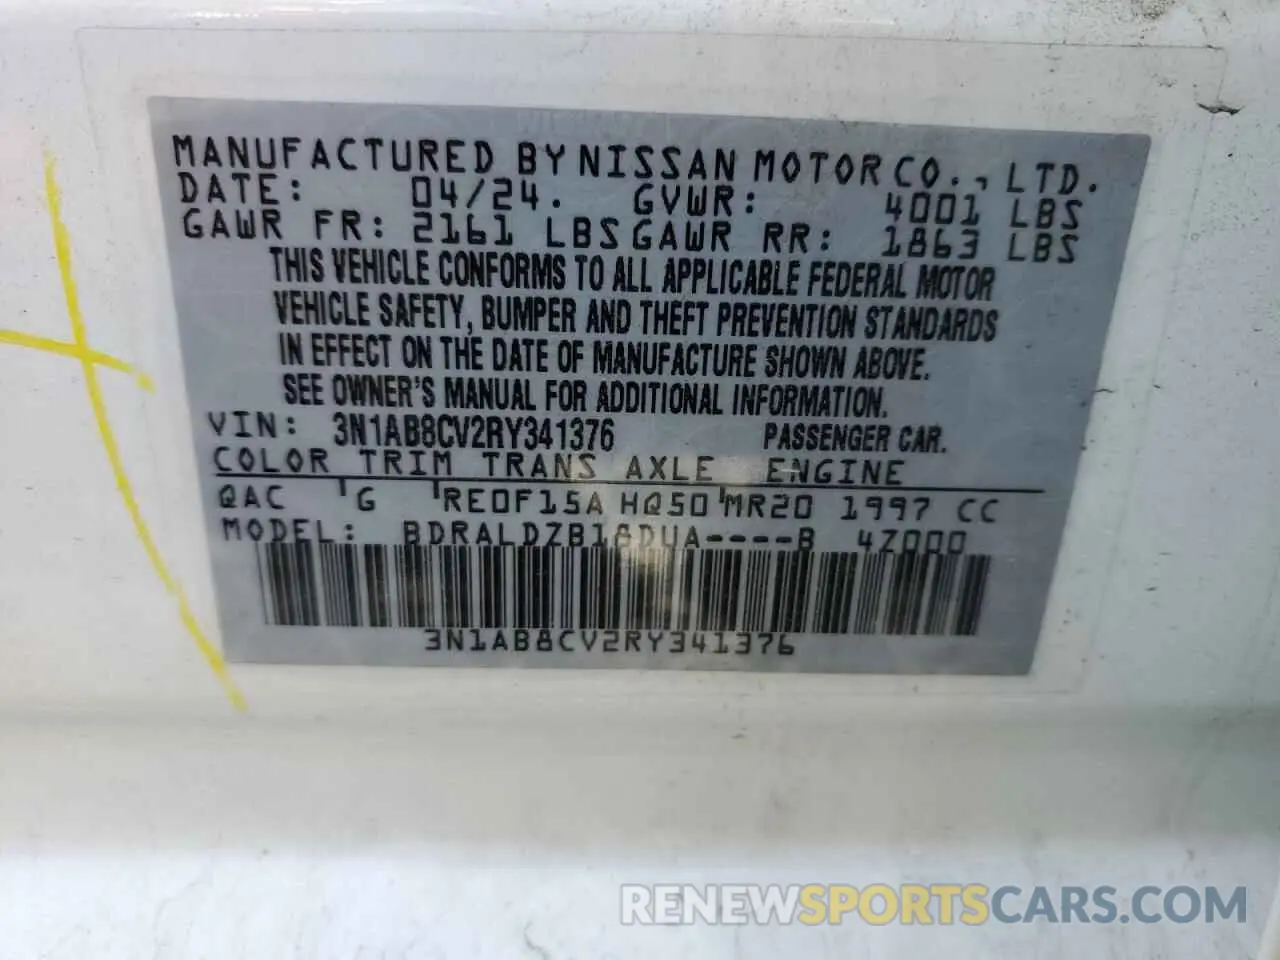 MANUFACTURED BY NISSAN MOTOR CO., LTD.
DATE: 04/24. GVWR: 4001 LBS
GAWR FR: 2161 LBS GAWR RR: 1863 LBS
THIS VEHICLE CONFORMS TO ALL APPLICABLE FEDERAL MOTOR
VEHICLE SAFETY, BUMPER AND THEFT PREVENTION STANDARDS
IN EFFECT ON THE DATE OF MANUFACTURE SHOWN ABOVE.
SEE OWNER'S MANUAL FOR ADDITIONAL INFORMATION.
VIN: 3N1AB8CV2RY341376 PASSENGER CAR.
COLOR TRIM TRANS AXLE ENGINE
QAC G RE0F15A HQ50 MR20 1997 CC
MODEL: BDRALDZB18DUA----B 4Z000
3N1AB8CV2RY341376
RENEWSPORTSCARS.COM